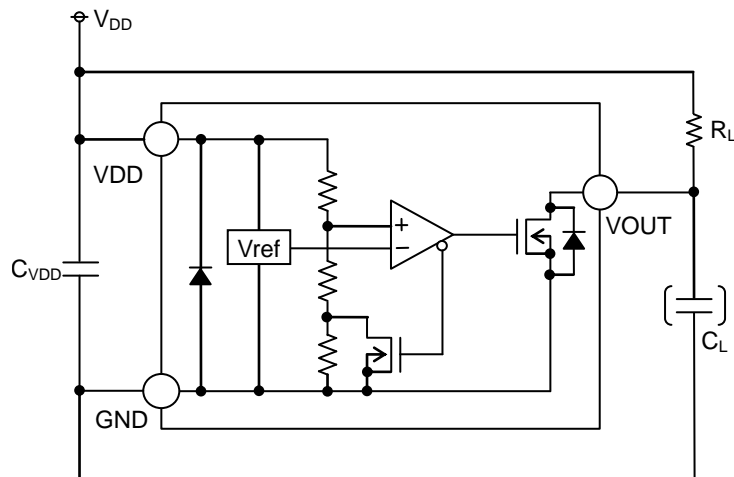 VDD
RL
VDD
VOUT
+
Vref
−
CVDD
CL
GND